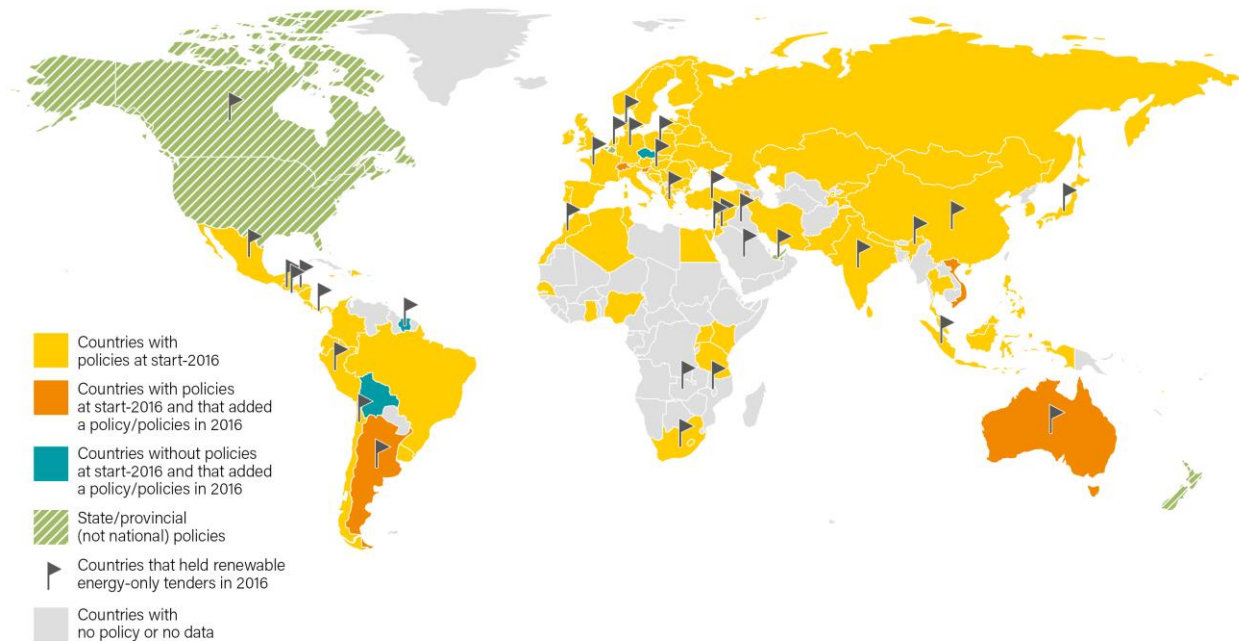 Countries with
policies at start-2016
Countries with policies
at start-2016 and that added
a policy/policies in 2016
Countries without policies
at start-2016 and that added
a policy/policies in 2016
State/provincial
(not national) policies
Countries that held renewable
energy-only tenders in 2016
Countries with
no policy or no data